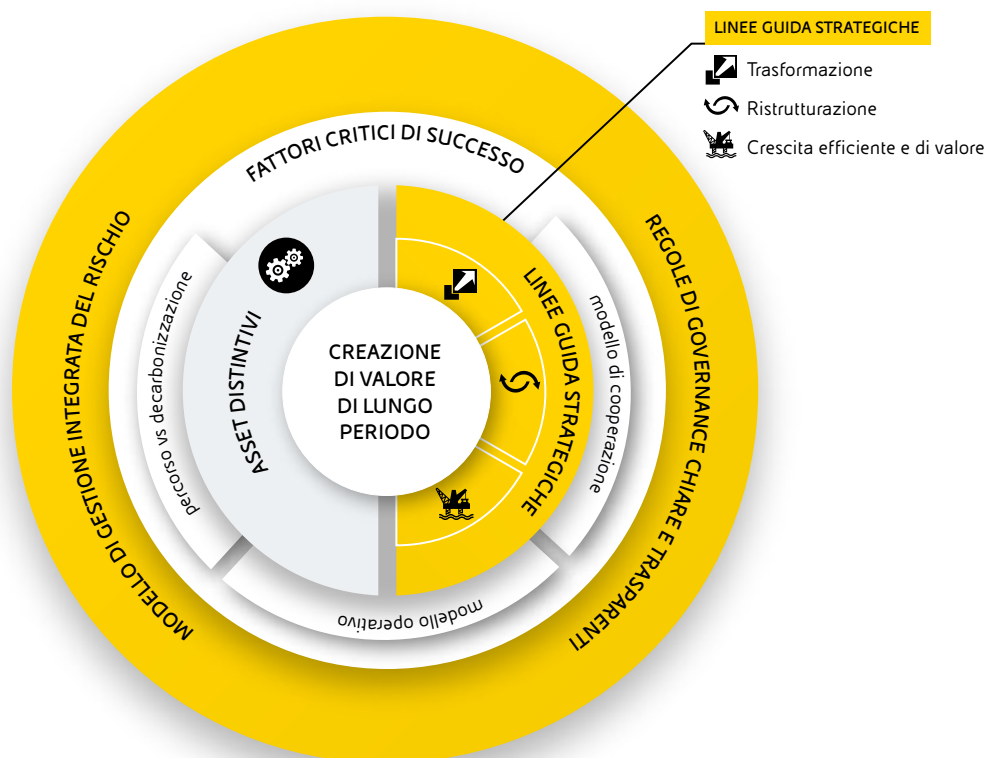 LINEE GUIDA STRATEGICHE
Trasformazione
Ristrutturazione
Crescita efficiente e di valore
FATTORI CRITICI DI SUCCESSO
MODELLO DI GESTIONE INTEGRATA DEL RISCHIO
REGOLE DI GOVERNANCE CHIARE E TRASPARENTI
percorso vs decarbonizzazione
modello di cooperazione
modello operativo
ASSET DISTINTIVI
LINEE GUIDA STRATEGICHE
CREAZIONE
DI VALORE
DI LUNGO
PERIODO